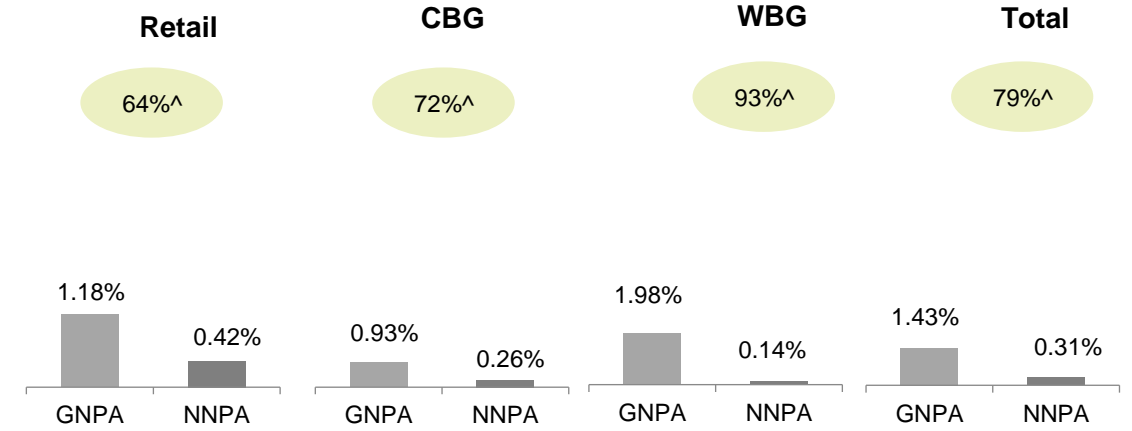 Retail
CBG
WBG
Total
64%^
72%^
93%^
79%^
1.18%
0.42%
0.93%
0.26%
1.98%
0.14%
1.43%
0.31%
GNPA
NNPA
GNPA
NNPA
GNPA
NNPA
GNPA
NNPA